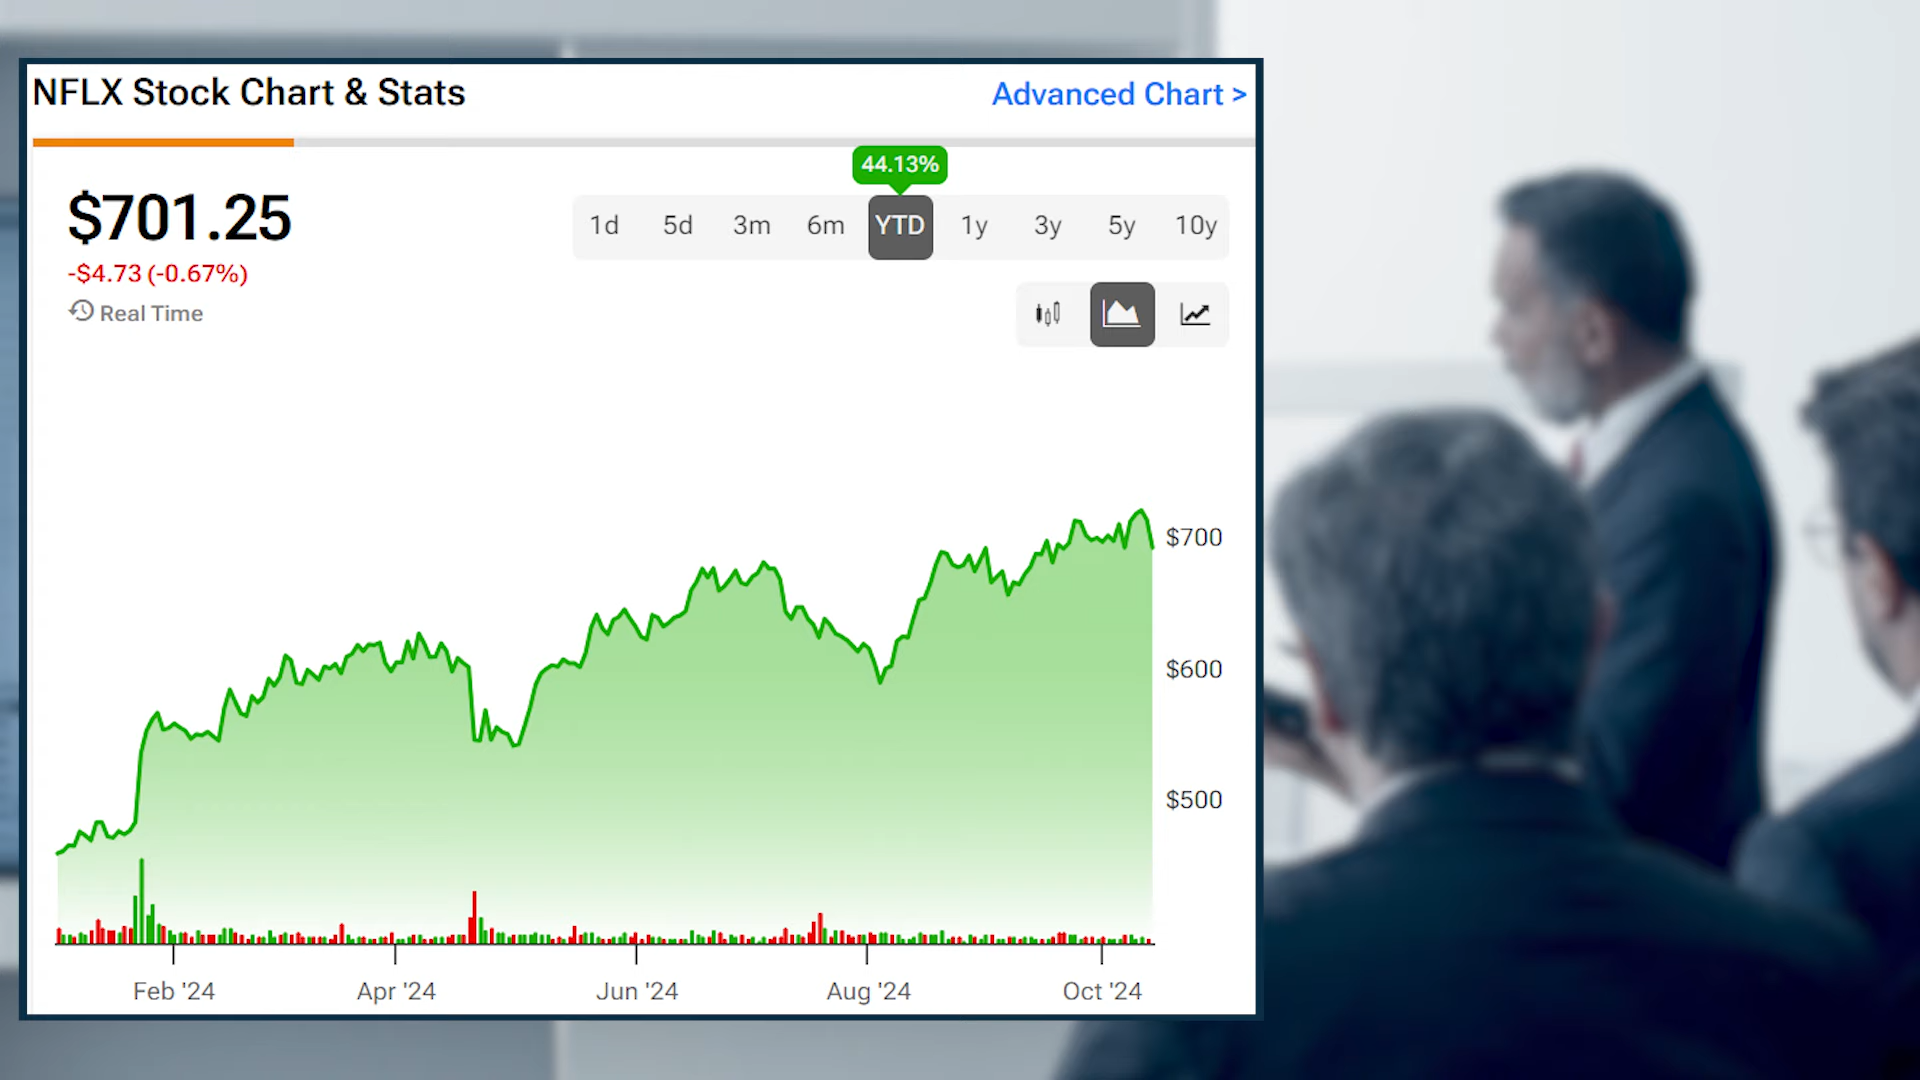 NFLX Stock Chart & Stats
Advanced Chart >
44.13%
$701.25
-$4.73 (-0.67%)
Real Time
1d 5d 3m 6m YTD 1y 3y 5y 10y
$700
$600
$500
Feb '24 Apr '24 Jun '24 Aug '24 Oct '24